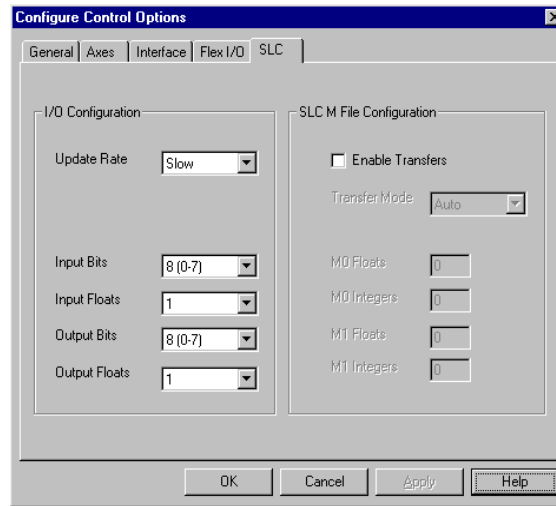 Configure Control Options
General Axes Interface Flex I/O SLC
I/O Configuration
Update Rate Slow
Input Bits 8 (0-7)
Input Floats 1
Output Bits 8 (0-7)
Output Floats 1
SLC M File Configuration
Enable Transfers
Transfer Mode Auto
M0 Floats 0
M0 Integers 0
M1 Floats 0
M1 Integers 0
OK Cancel Apply Help